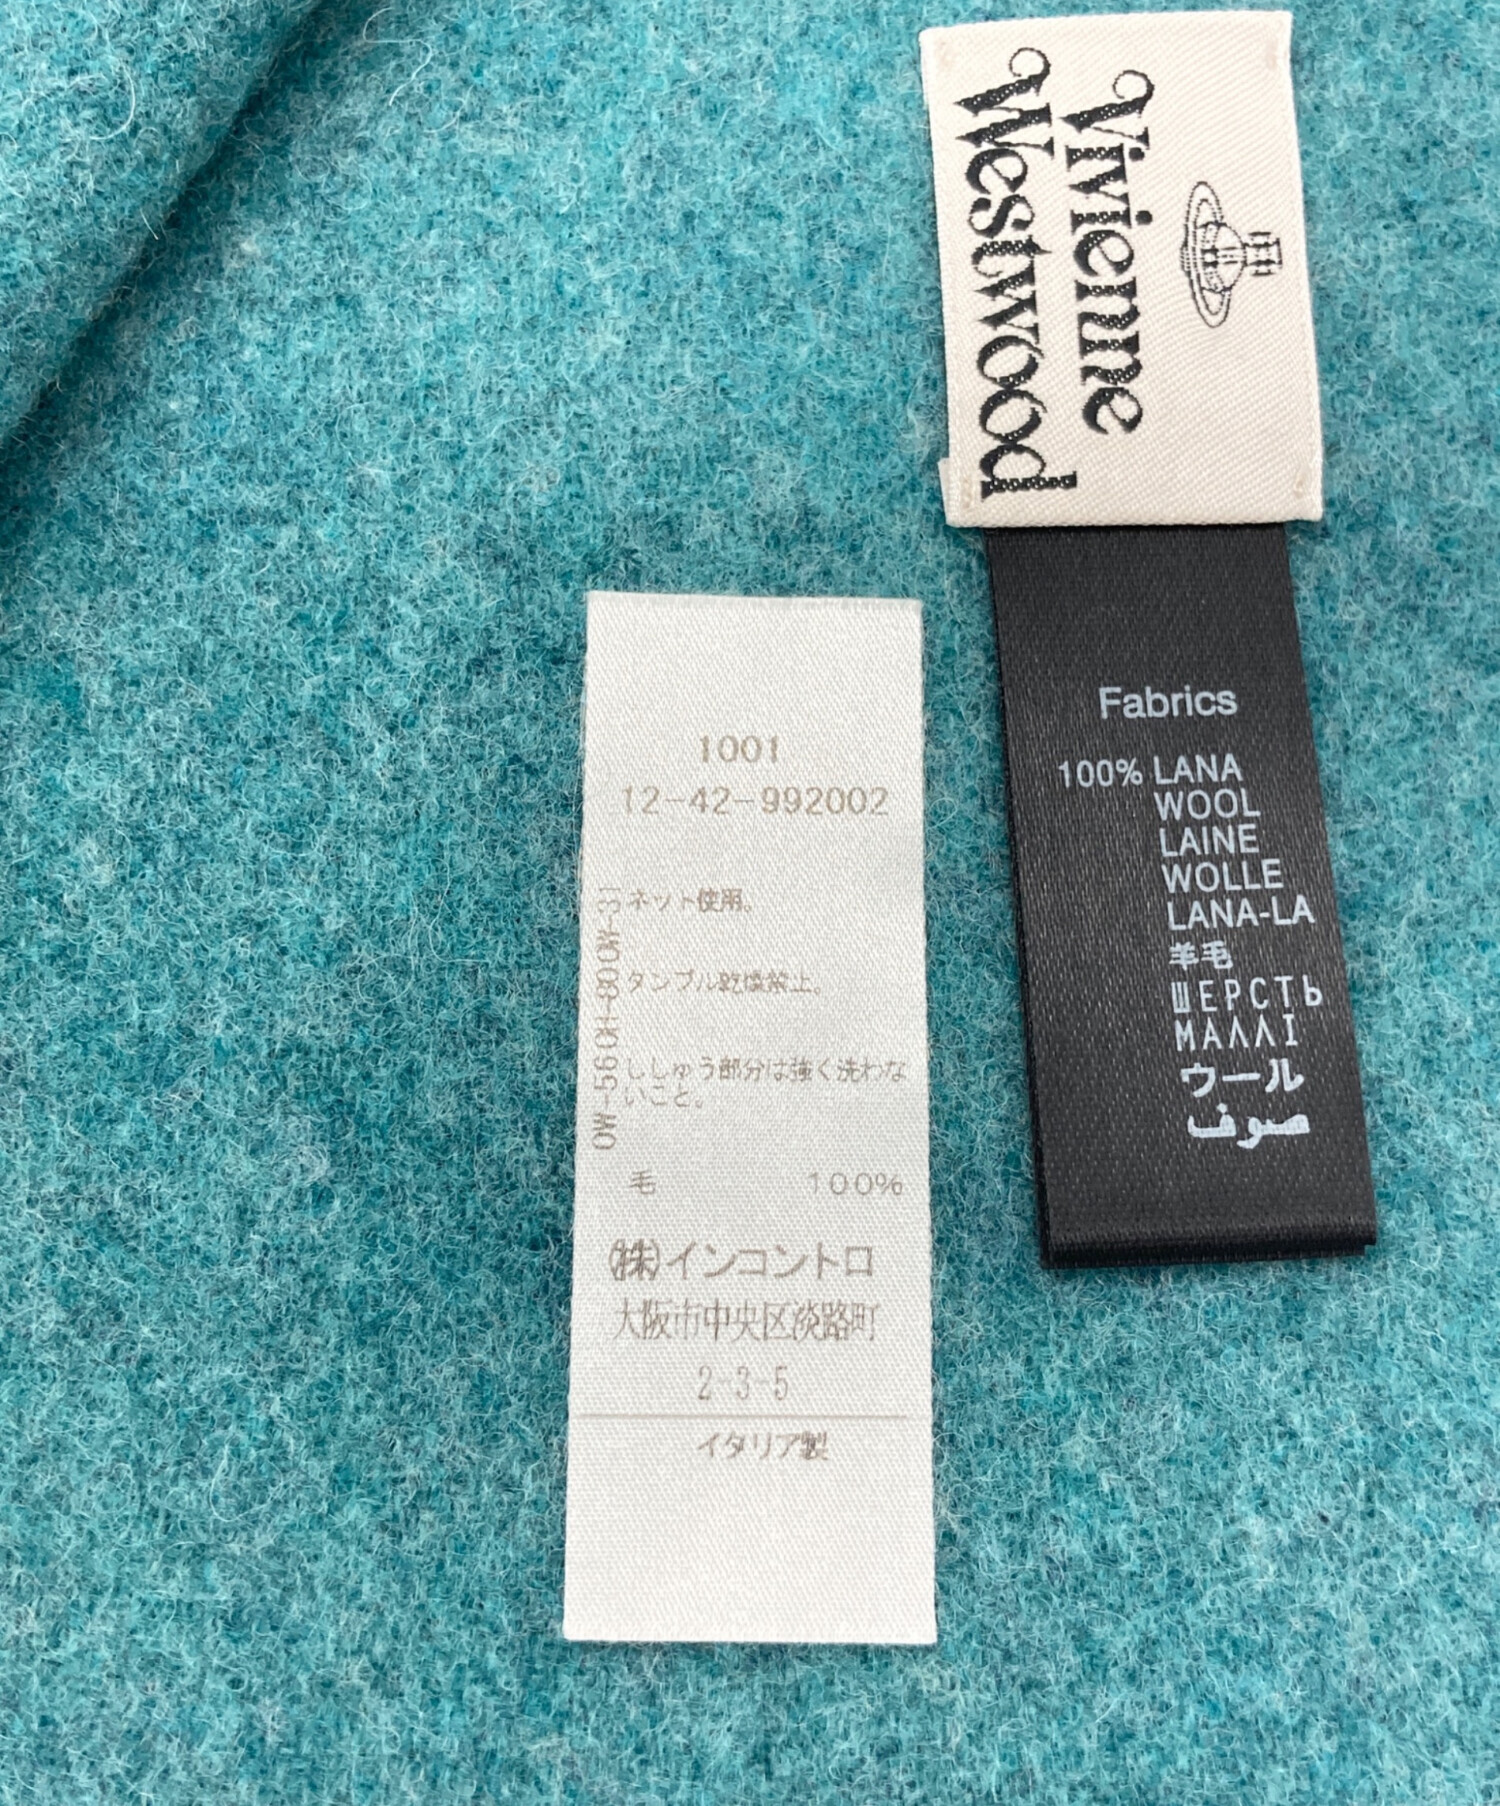 Vivienne
Westwood
Fabrics
100% LANA
WOOL
LAINE
WOLLE
LANA-LA
羊毛
ШЕРСТЬ
ΜΑΛΛΙ
ウール
صوف
1001
12-42-992002
ネット使用。
タンブル乾燥禁止。
ししゅう部分は強く洗わな
いこと。
毛 100%
(株)インコントロ
大阪市中央区淡路町
2-3-5
イタリア製